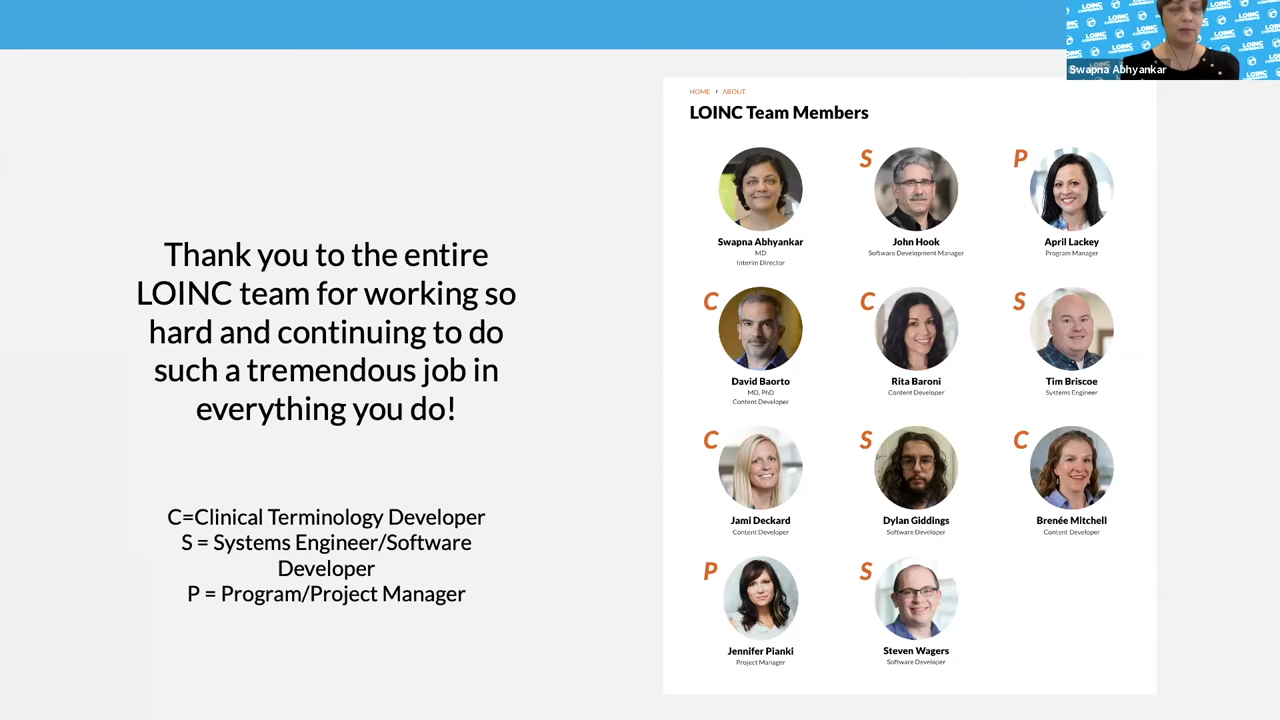 LOINC
Swapna Abhyankar
HOME ABOUT
LOINC Team Members
Thank you to the entire
LOINC team for working so
hard and continuing to do
such a tremendous job in
everything you do!
C=Clinical Terminology Developer
S = Systems Engineer/Software
Developer
P = Program/Project Manager
Swapna Abhyankar
MD
Interim Director
S
John Hook
Software Development Manager
P
April Lackey
Program Manager
C
David Baorto
MD, PhD
Content Developer
C
Rita Baroni
Content Developer
S
Tim Briscoe
Systems Engineer
C
Jami Deckard
Content Developer
S
Dylan Giddings
Software Developer
C
Brenée Mitchell
Content Developer
P
Jennifer Pianki
Project Manager
S
Steven Wagers
Software Developer